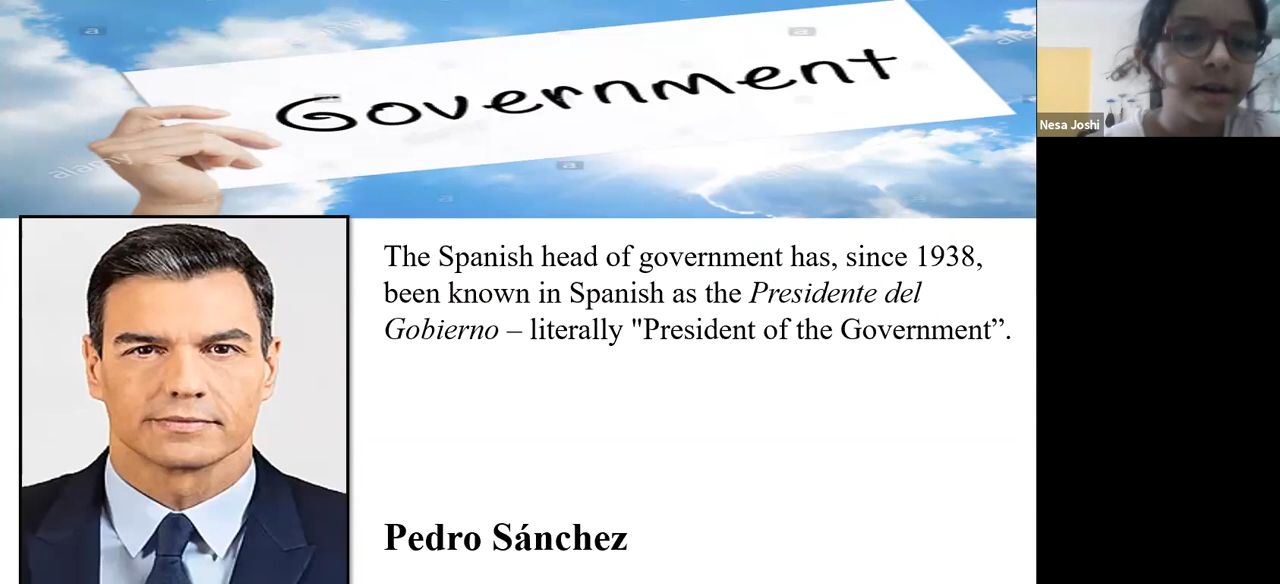 Government
alamy
Nesa Joshi
The Spanish head of government has, since 1938,
been known in Spanish as the Presidente del
Gobierno – literally "President of the Government”.
Pedro Sánchez